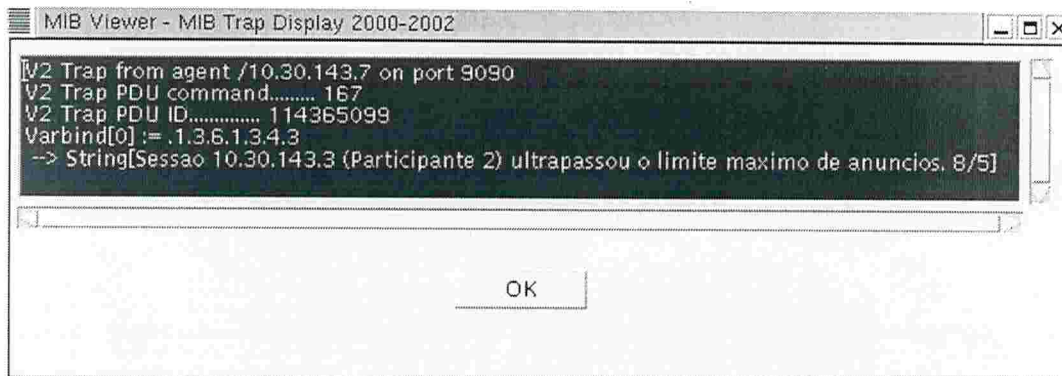 MIB Viewer - MIB Trap Display 2000-2002
V2 Trap from agent /10.30.143.7 on port 9090
V2 Trap PDU command........ 167
V2 Trap PDU ID.............. 114365099
Varbind[0] := .1.3.6.1.3.4.3
--> String[Sessao 10.30.143.3 (Participante 2) ultrapassou o limite maximo de anuncios. 8/5]
OK